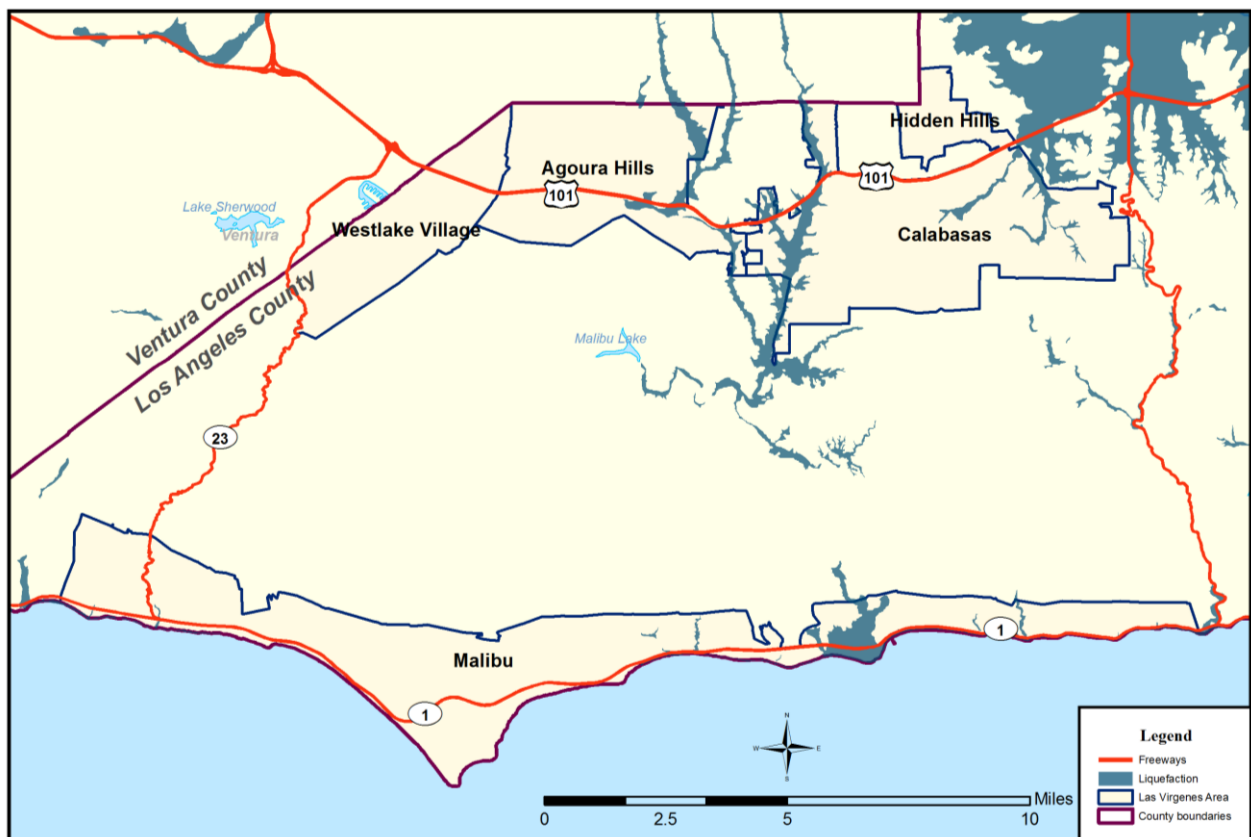 Hidden Hills
Agoura Hills
101
101
Lake Sherwood
Ventura
Westlake Village
Calabasas
Ventura County
Los Angeles County
Malibu Lake
23
Malibu
1
1
N
W E
S
Legend
Freeways
Liquefaction
Las Virgenes Area
County boundaries
Miles
0 2.5 5 10